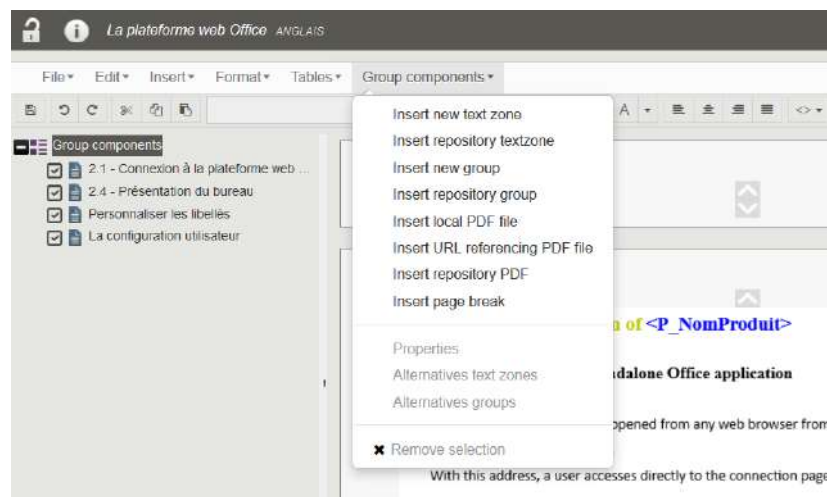 La plateforme web Office ANGLAIS
File Edit Insert Format Tables Group components
A
Group components
2.1 - Connexion à la plateforme web ...
2.4 - Présentation du bureau
Personnaliser les libellés
La configuration utilisateur
Insert new text zone
Insert repository textzone
Insert new group
Insert repository group
Insert local PDF file
Insert URL referencing PDF file
Insert repository PDF
Insert page break
Properties
Alternatives text zones
Alternatives groups
Remove selection
n of <P_NomProduit>
dalone Office application
opened from any web browser from
With this address, a user accesses directly to the connection page